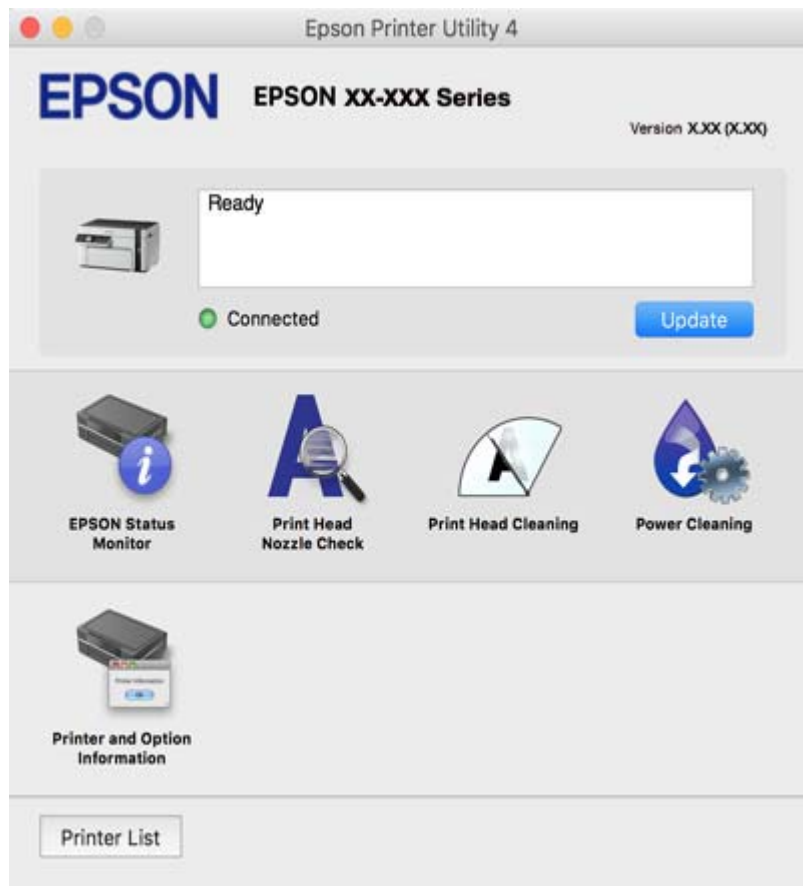 Epson Printer Utility 4
EPSON
EPSON XX-XXX Series
Version X.XX (X.XX)
Ready
Connected
Update
EPSON Status
Monitor
Print Head
Nozzle Check
Print Head Cleaning
Power Cleaning
Printer and Option
Information
Printer List